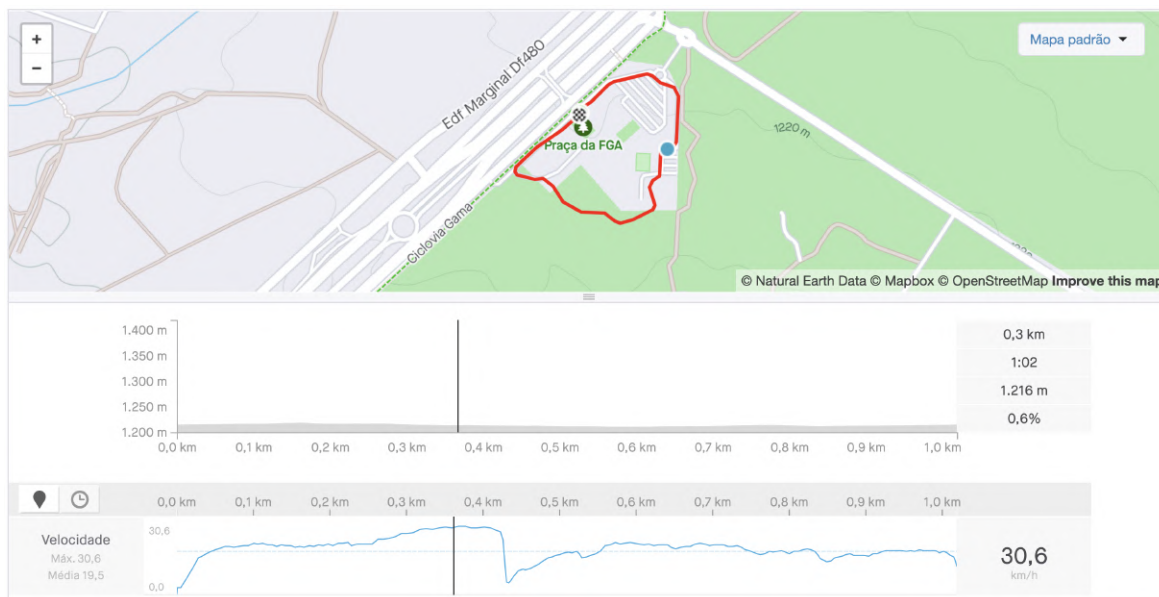 +
Mapa padrão
−
Edf. Marginal Df480
Praça da FGA
1220 m
Ciclovia Gama
© Natural Earth Data © Mapbox © OpenStreetMap Improve this map
1.400 m
1.350 m
1.300 m
1.250 m
1.200 m
0,0 km 0,1 km 0,2 km 0,3 km 0,4 km 0,5 km 0,6 km 0,7 km 0,8 km 0,9 km 1,0 km
0,3 km
1:02
1.216 m
0,6%
0,0 km 0,1 km 0,2 km 0,3 km 0,4 km 0,5 km 0,6 km 0,7 km 0,8 km 0,9 km 1,0 km
Velocidade
Máx. 30,6
Média 19,5
30,6
0,0
30,6
km/h